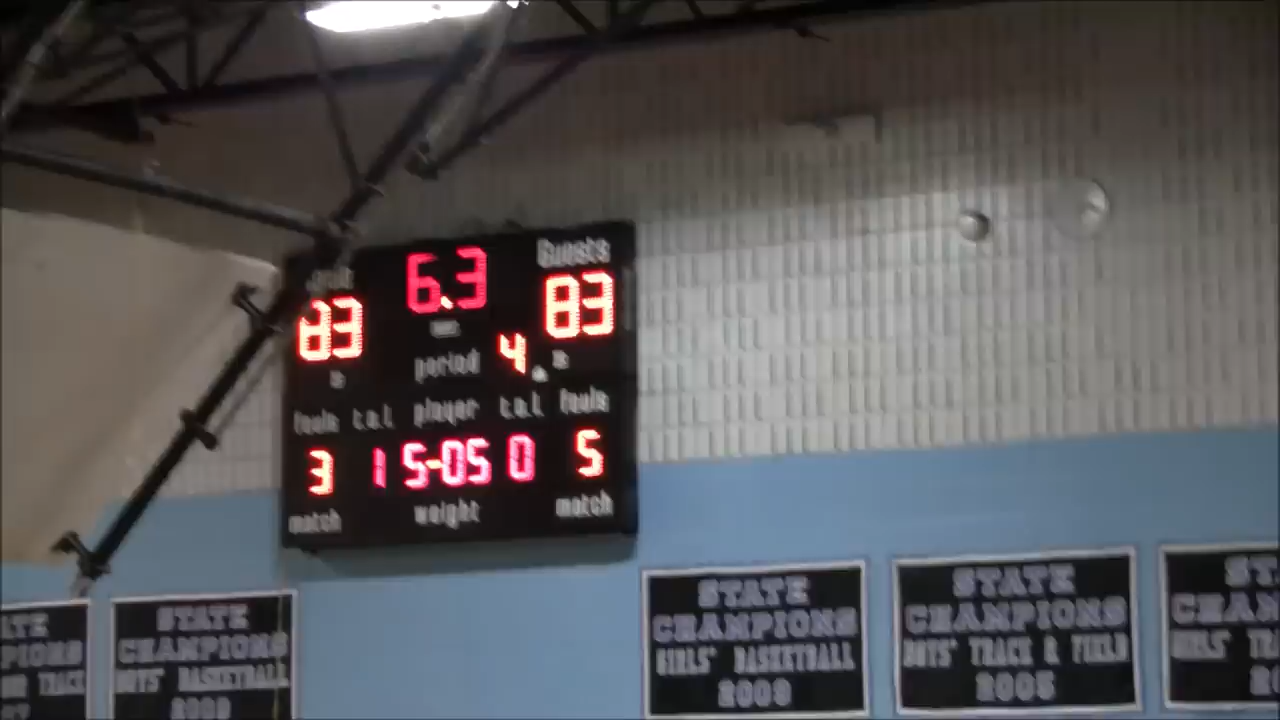 Guests
83 6.3 83
period 4
fouls t.o.l player t.o.l fouls
3 1 5-05 0 5
match weight match
STATE
CHAMPIONS
BOYS' BASKETBALL
STATE
CHAMPIONS
GIRLS' BASKETBALL
STATE
CHAMPIONS
BOYS' TRACK & FIELD
2005